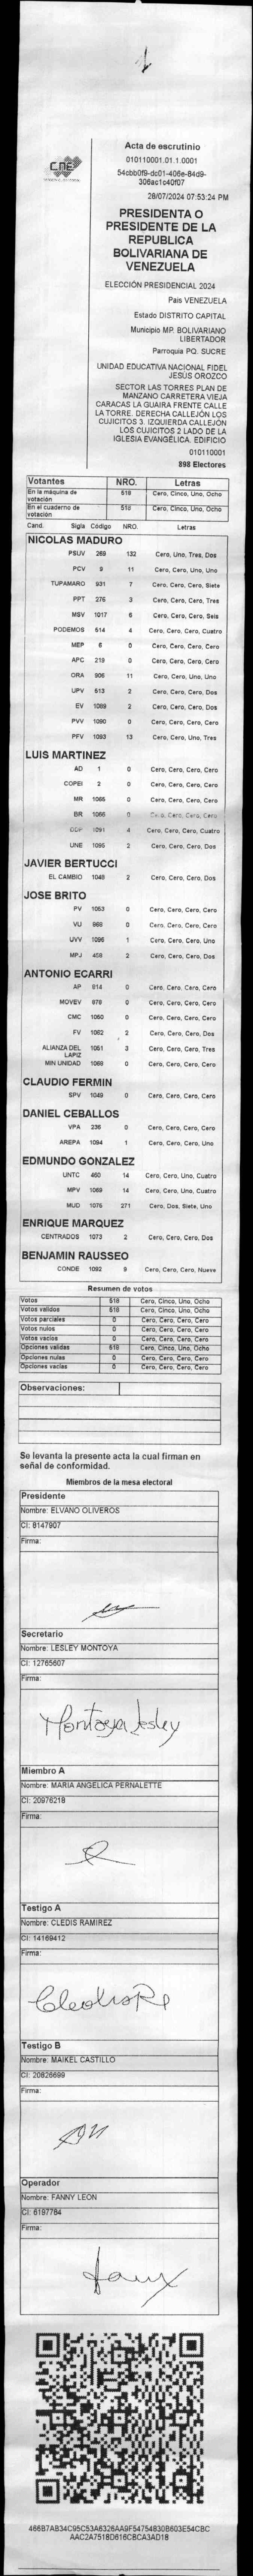 CNE
Acta de escrutinio
010110001.01.1.0001
54cbb0f9-dc01-406e-84d9-
306ac1c40f07
28/07/2024 07:53:24 PM
PRESIDENTA O
PRESIDENTE DE LA
REPUBLICA
BOLIVARIANA DE
VENEZUELA
ELECCIÓN PRESIDENCIAL 2024
País VENEZUELA
Estado DISTRITO CAPITAL
Municipio MP. BOLIVARIANO
LIBERTADOR
Parroquia PQ. SUCRE
UNIDAD EDUCATIVA NACIONAL FIDEL
JESÚS OROZCO
SECTOR LAS TORRES PLAN DE
MANZANO CARRETERA VIEJA
CARACAS LA GUAIRA FRENTE CALLE
LA TORRE. DERECHA CALLEJÓN LOS
CUJICITOS 3. IZQUIERDA CALLEJÓN
LOS CUJICITOS 2 LADO DE LA
IGLESIA EVANGÉLICA. EDIFICIO
010110001
898 Electores
Votantes NRO. Letras
En la máquina de votación 518 Cero, Cinco, Uno, Ocho
En el cuaderno de votación 518 Cero, Cinco, Uno, Ocho
Cand. Sigla Código NRO. Letras
NICOLAS MADURO
PSUV 269 132 Cero, Uno, Tres, Dos
PCV 9 11 Cero, Cero, Uno, Uno
TUPAMARO 931 7 Cero, Cero, Cero, Siete
PPT 276 3 Cero, Cero, Cero, Tres
MSV 1017 6 Cero, Cero, Cero, Seis
PODEMOS 514 4 Cero, Cero, Cero, Cuatro
MEP 6 0 Cero, Cero, Cero, Cero
APC 219 0 Cero, Cero, Cero, Cero
ORA 906 11 Cero, Cero, Uno, Uno
UPV 613 2 Cero, Cero, Cero, Dos
EV 1089 2 Cero, Cero, Cero, Dos
PVV 1090 0 Cero, Cero, Cero, Cero
PFV 1093 13 Cero, Cero, Uno, Tres
LUIS MARTINEZ
AD 1 0 Cero, Cero, Cero, Cero
COPEI 2 0 Cero, Cero, Cero, Cero
MR 1065 0 Cero, Cero, Cero, Cero
BR 1066 0 Cero, Cero, Cero, Cero
DDP 1091 4 Cero, Cero, Cero, Cuatro
UNE 1095 2 Cero, Cero, Cero, Dos
JAVIER BERTUCCI
EL CAMBIO 1048 2 Cero, Cero, Cero, Dos
JOSE BRITO
PV 1053 0 Cero, Cero, Cero, Cero
VU 868 0 Cero, Cero, Cero, Cero
UVV 1096 1 Cero, Cero, Cero, Uno
MPJ 458 2 Cero, Cero, Cero, Dos
ANTONIO ECARRI
AP 914 0 Cero, Cero, Cero, Cero
MOVEV 978 0 Cero, Cero, Cero, Cero
CMC 1060 0 Cero, Cero, Cero, Cero
FV 1062 2 Cero, Cero, Cero, Dos
ALIANZA DEL LAPIZ 1051 3 Cero, Cero, Cero, Tres
MIN UNIDAD 1069 0 Cero, Cero, Cero, Cero
CLAUDIO FERMIN
SPV 1049 0 Cero, Cero, Cero, Cero
DANIEL CEBALLOS
VPA 236 0 Cero, Cero, Cero, Cero
AREPA 1094 1 Cero, Cero, Cero, Uno
EDMUNDO GONZALEZ
UNTC 460 14 Cero, Cero, Uno, Cuatro
MPV 1059 14 Cero, Cero, Uno, Cuatro
MUD 1075 271 Cero, Dos, Siete, Uno
ENRIQUE MARQUEZ
CENTRADOS 1073 2 Cero, Cero, Cero, Dos
BENJAMIN RAUSSEO
CONDE 1092 9 Cero, Cero, Cero, Nueve
Resumen de votos
Votos 518 Cero, Cinco, Uno, Ocho
Votos validos 518 Cero, Cinco, Uno, Ocho
Votos parciales 0 Cero, Cero, Cero, Cero
Votos nulos 0 Cero, Cero, Cero, Cero
Votos vacios 0 Cero, Cero, Cero, Cero
Opciones validas 518 Cero, Cinco, Uno, Ocho
Opciones nulas 0 Cero, Cero, Cero, Cero
Opciones vacias 0 Cero, Cero, Cero, Cero
Observaciones:
Se levanta la presente acta la cual firman en
señal de conformidad.
Miembros de la mesa electoral
Presidente
Nombre: ELVANO OLIVEROS
CI: 8147907
Firma:
Secretario
Nombre: LESLEY MONTOYA
CI: 12765607
Firma:
Montoya lesley
Miembro A
Nombre: MARIA ANGELICA PERNALETTE
CI: 20976218
Firma:
Testigo A
Nombre: CLEDIS RAMIREZ
CI: 14169412
Firma:
Testigo B
Nombre: MAIKEL CASTILLO
CI: 20826699
Firma:
Operador
Nombre: FANNY LEON
CI: 6197764
Firma:
466B7AB34C95C53A6326AA9F54754830B603E54CBC
AAC2A7518D616CBCA3AD18